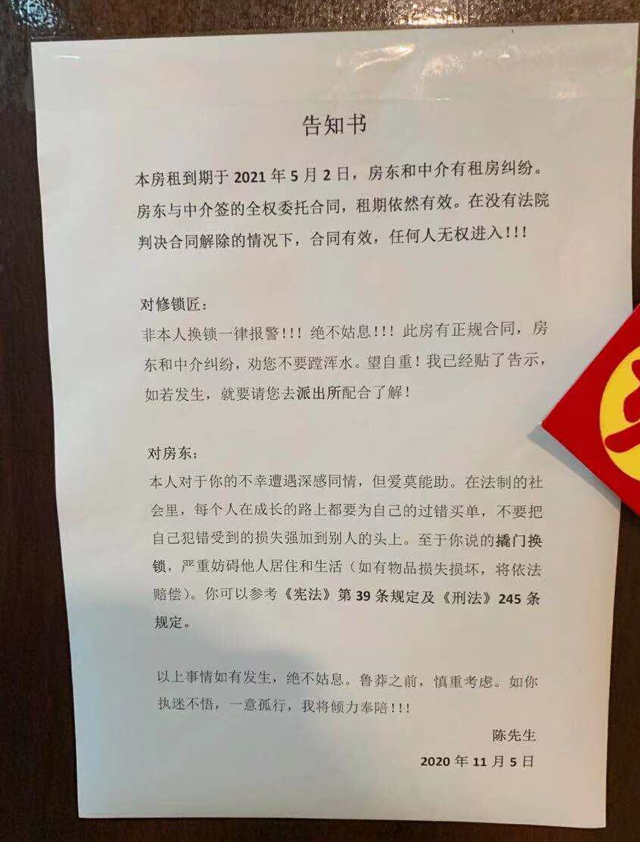 告知书
本房租到期于 2021 年 5 月 2 日，房东和中介有租房纠纷。
房东与中介签的全权委托合同，租期依然有效。在没有法院
判决合同解除的情况下，合同有效，任何人无权进入！！！
对修锁匠：
非本人换锁一律报警！！！绝不姑息！！！此房有正规合同，房
东和中介纠纷，劝您不要蹚浑水。望自重！我己经贴了告示，
如若发生，就要请您去派出所配合了解！
对房东：
本人对于你的不幸遭遇深感同情，但爱莫能助。在法制的社
会里，每个人在成长的路上都要为自己的过错买单，不要把
自己犯错受到的损失强加到别人的头上。至于你说的撬门换
锁，严重妨碍他人居住和生活（如有物品损失损坏，将依法
赔偿）。你可以参考《宪法》第 39 条规定及《刑法》245 条
规定。
以上事情如有发生，绝不姑息。鲁莽之前，慎重考虑。如你
执迷不悟，一意孤行，我将倾力奉陪！！！
陈先生
2020 年 11 月 5 日